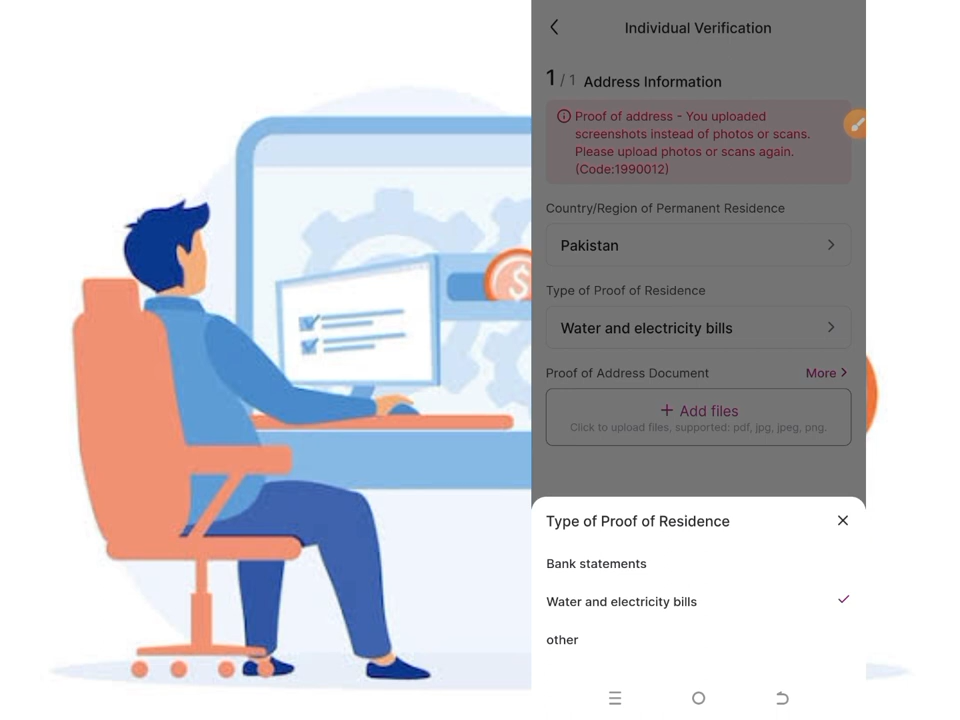 Individual Verification
1 / 1 Address Information
Proof of address - You uploaded
screenshots instead of photos or scans.
Please upload photos or scans again.
(Code:1990012)
Country/Region of Permanent Residence
Pakistan
Type of Proof of Residence
Water and electricity bills
Proof of Address Document More
+ Add files
Click to upload files, supported: pdf, jpg, jpeg, png.
Type of Proof of Residence
Bank statements
Water and electricity bills
other
$